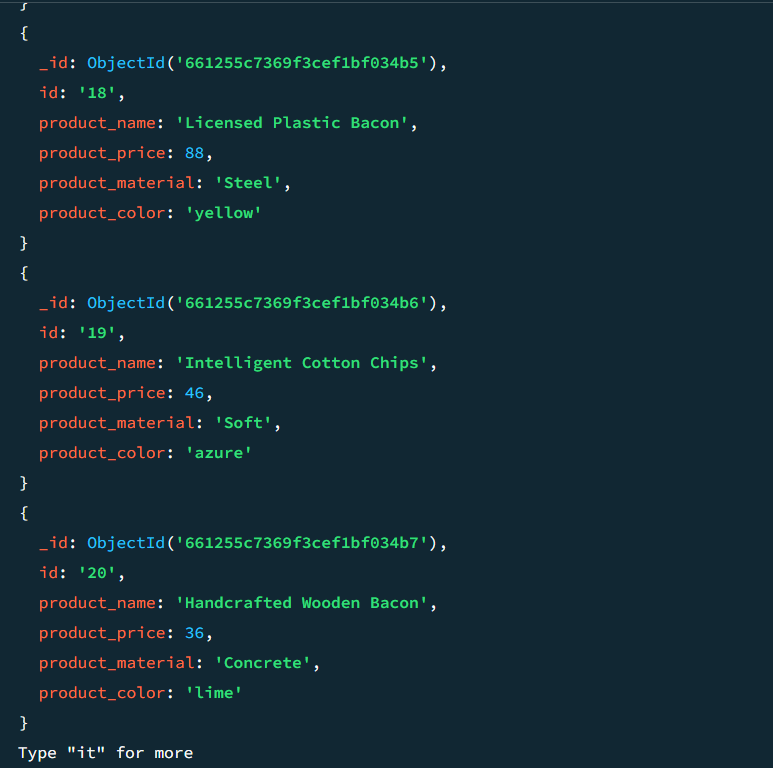 }
{
_id: ObjectId('661255c7369f3cef1bf034b5'),
id: '18',
product_name: 'Licensed Plastic Bacon',
product_price: 88,
product_material: 'Steel',
product_color: 'yellow'
}
{
_id: ObjectId('661255c7369f3cef1bf034b6'),
id: '19',
product_name: 'Intelligent Cotton Chips',
product_price: 46,
product_material: 'Soft',
product_color: 'azure'
}
{
_id: ObjectId('661255c7369f3cef1bf034b7'),
id: '20',
product_name: 'Handcrafted Wooden Bacon',
product_price: 36,
product_material: 'Concrete',
product_color: 'lime'
}
Type "it" for more